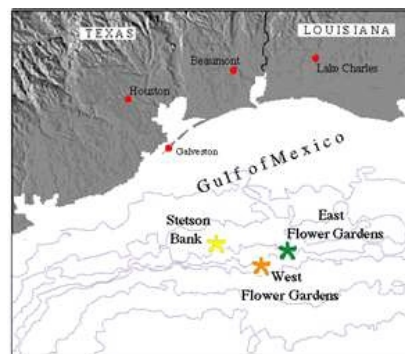 TEXAS
LOUISIANA
Beaumont
Lake Charles
Houston
Galveston
Gulf of Mexico
Stetson
Bank
East
Flower Gardens
West
Flower Gardens